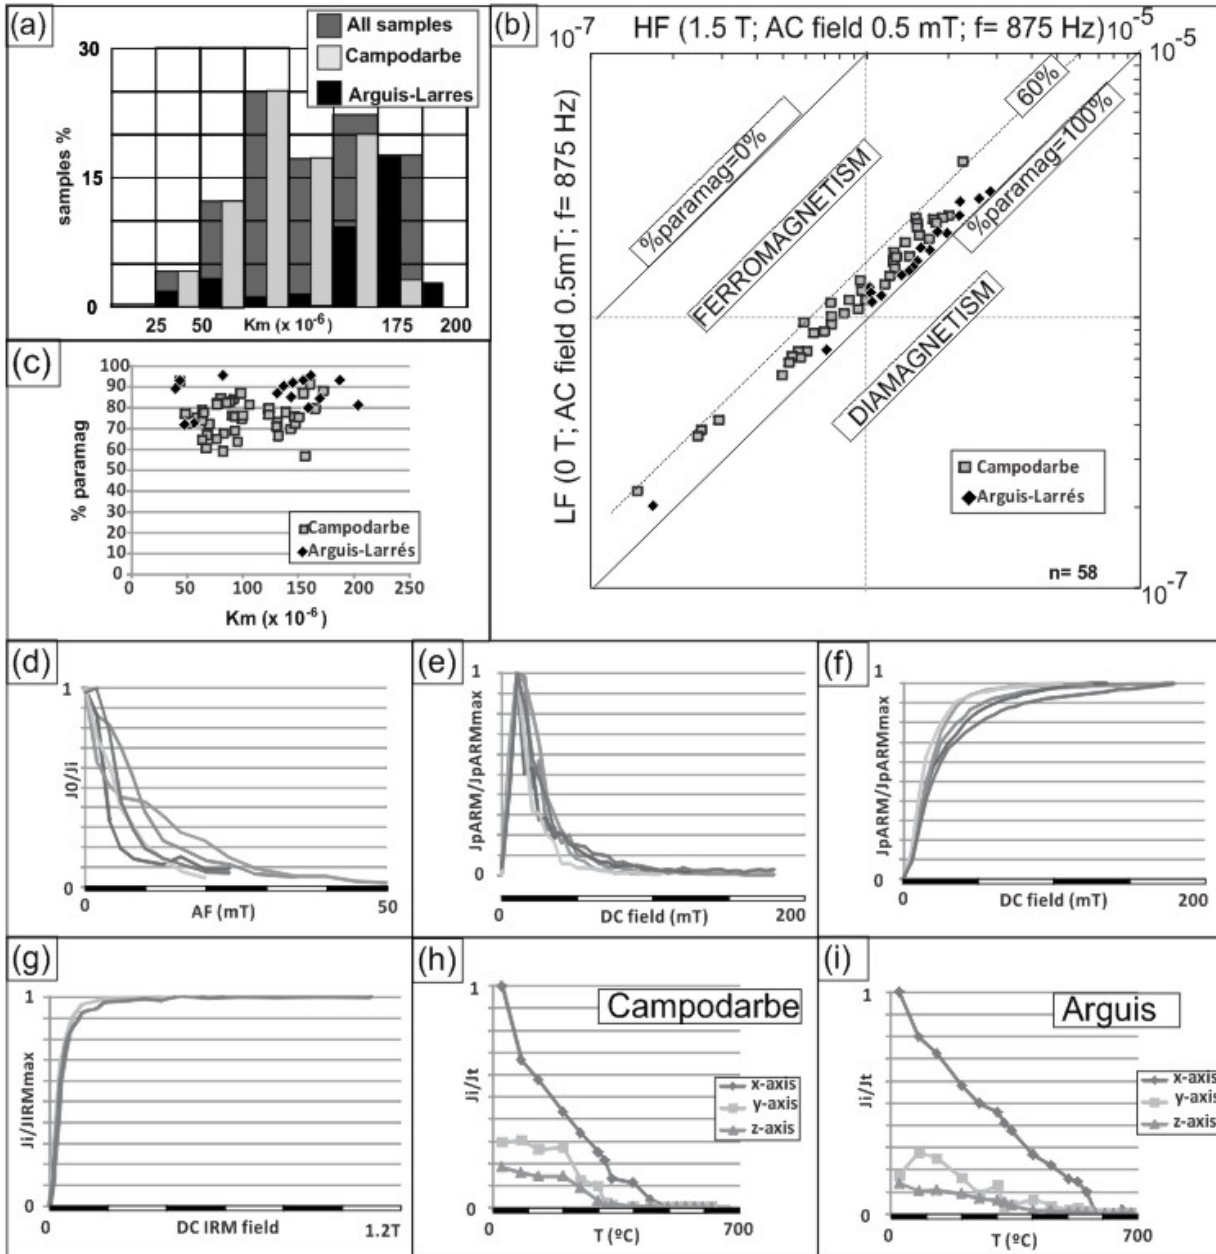 (a)
All samples
Campodarbe
Arguis-Larres
30
15
0
samples %
25 50 Km (x 10-6) 175 200
(b)
10-7 HF (1.5 T; AC field 0.5 mT; f= 875 Hz) 10-5
10-5
LF (0 T; AC field 0.5mT; f= 875 Hz)
%paramag=0%
FERROMAGNETISM
60%
%paramag=100%
DIAMAGNETISM
Campodarbe
Arguis-Larrés
n= 58
10-7
(c)
100
90
80
70
60
50
40
30
20
10
0
% paramag
Campodarbe
Arguis-Larrés
0 50 100 150 200 250
Km (x 10-6)
(d)
1
J0/Ji
0
0 AF (mT) 50
(e)
1
JpARM/JpARMmax
0
0 DC field (mT) 200
(f)
1
JpARM/JpARMmax
0
0 DC field (mT) 200
(g)
1
Ji/JIRMmax
0
0 DC IRM field 1.2T
(h)
1
Campodarbe
Ji/Jt
x-axis
y-axis
z-axis
0
0 T (ºC) 700
(i)
1
Arguis
Ji/Jt
x-axis
y-axis
z-axis
0
0 T (ºC) 700